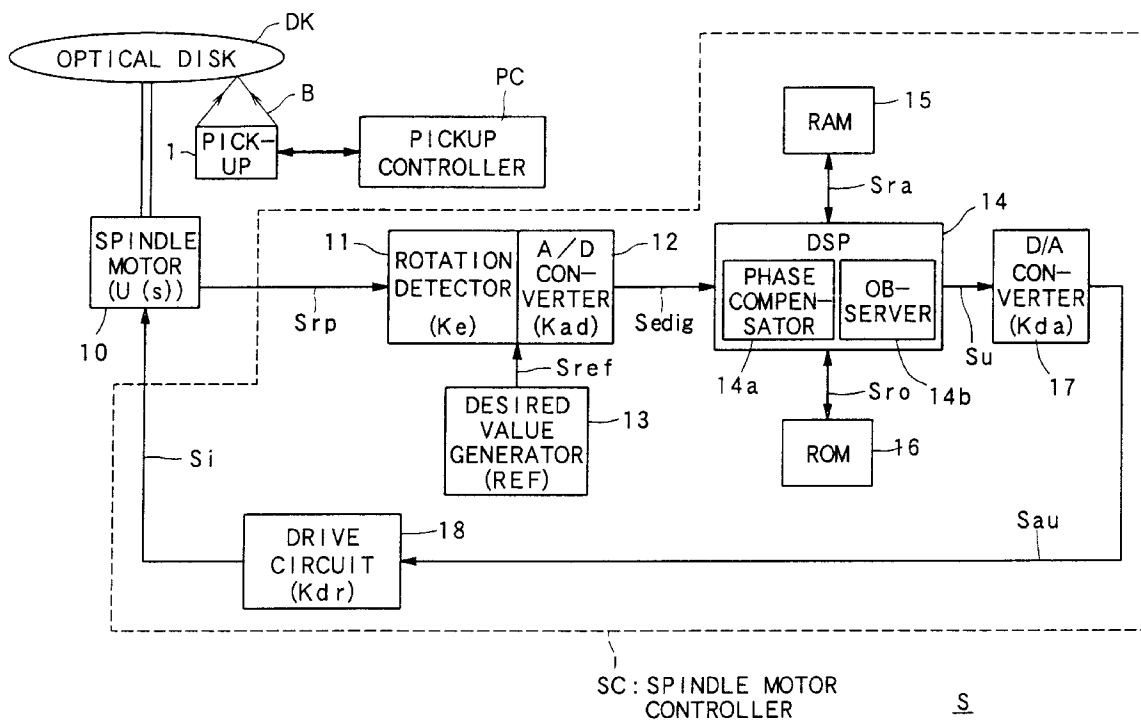 DK
OPTICAL DISK
B
1
PICK-
UP
PC
PICKUP
CONTROLLER
15
RAM
Sra
SPINDLE
MOTOR
(U(s))
10
Srp
11
ROTATION
DETECTOR
(Ke)
A/D
CON-
VERTER
(Kad)
12
Sedig
14
DSP
PHASE
COMPEN-
SATOR
OB-
SERVER
14a
14b
Su
D/A
CON-
VERTER
(Kda)
17
Sref
DESIRED
VALUE
GENERATOR
(REF)
13
Sro
ROM
16
Si
DRIVE
CIRCUIT
(Kdr)
18
Sau
SC:SPINDLE MOTOR
CONTROLLER
S